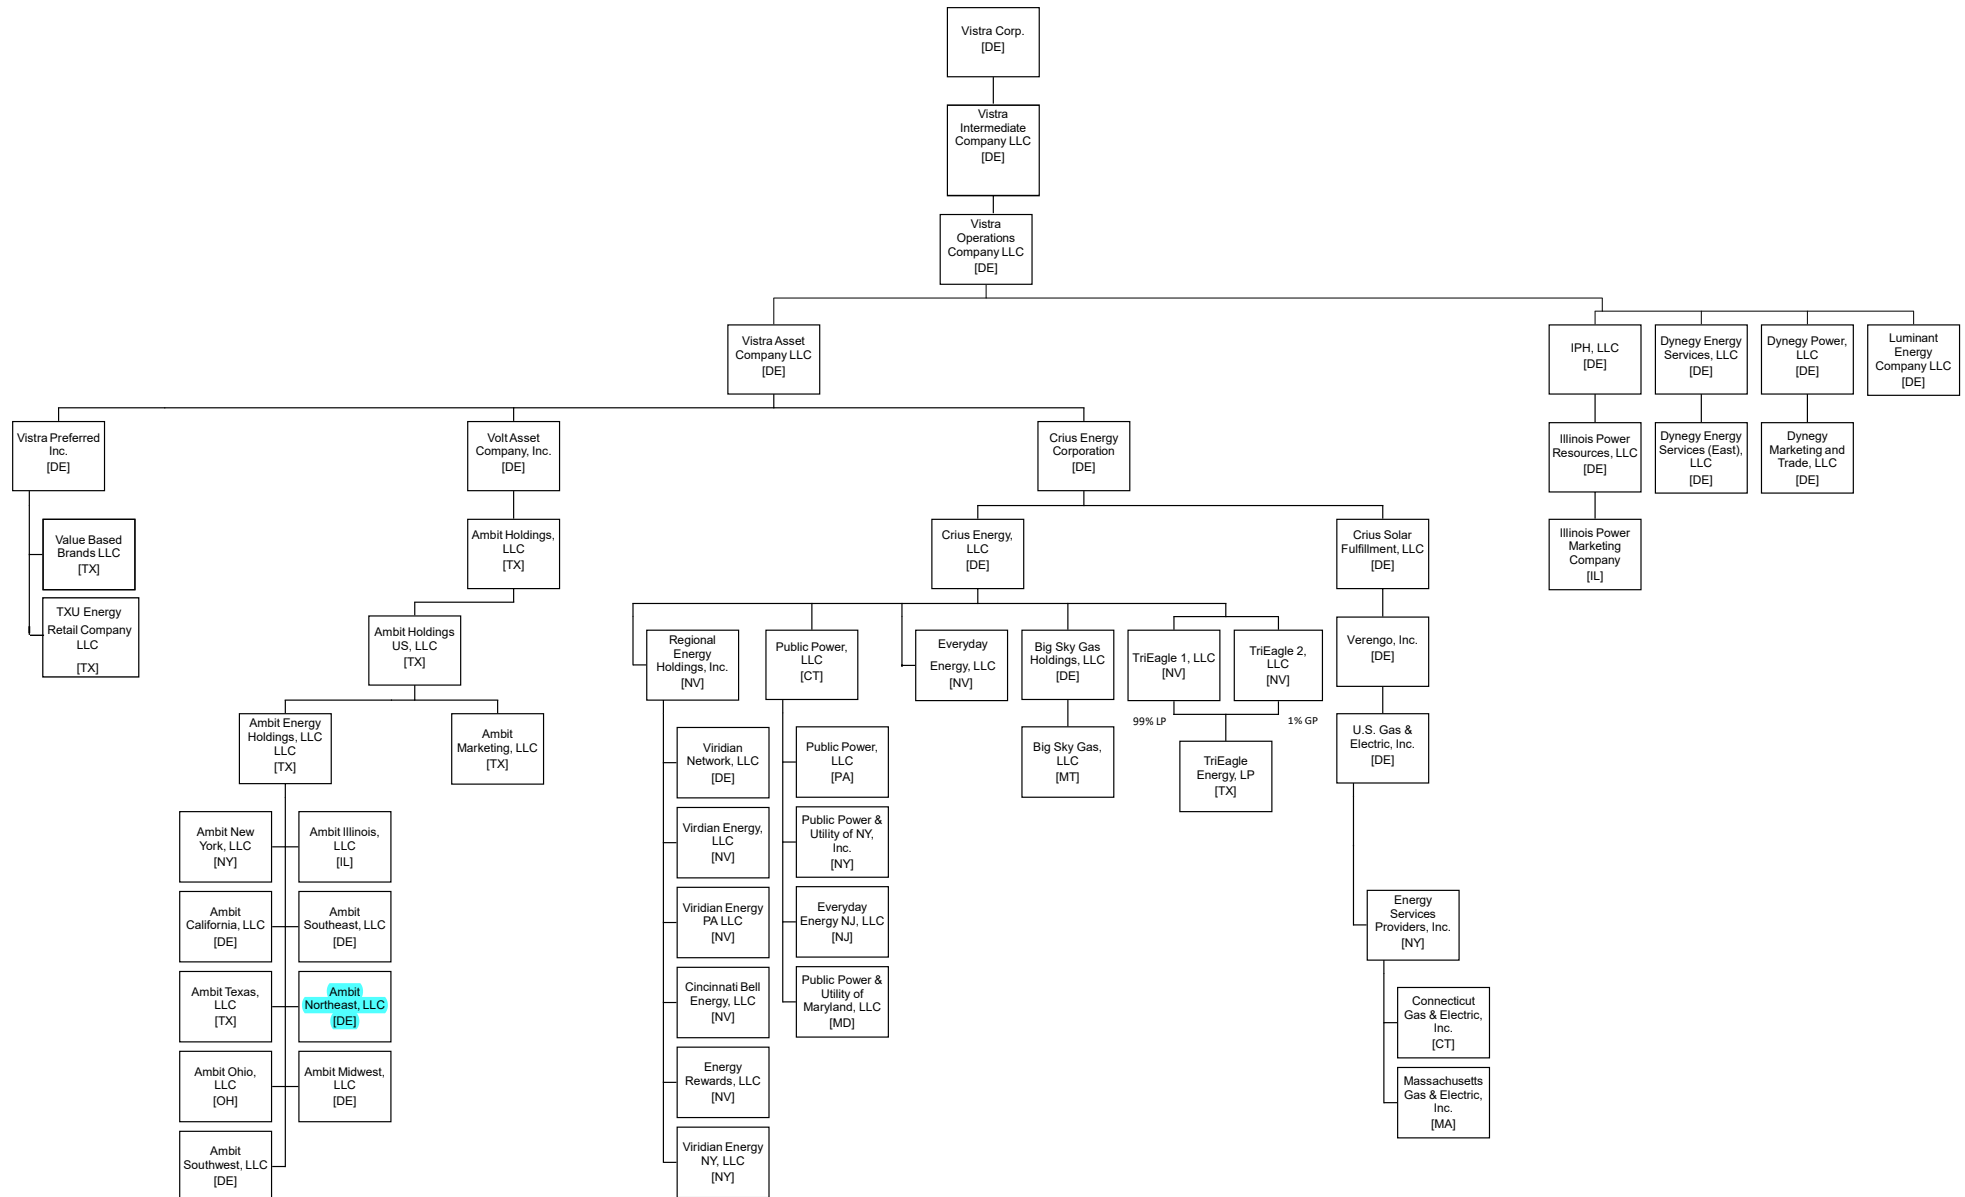 Vistra Corp.
[DE]
Vistra
Intermediate
Company LLC
[DE]
Vistra
Operations
Company LLC
[DE]
Vistra Asset
Company LLC
[DE]
IPH, LLC
[DE]
Dynegy Energy
Services, LLC
[DE]
Dynegy Power,
LLC
[DE]
Luminant
Energy
Company LLC
[DE]
Vistra Preferred
Inc.
[DE]
Volt Asset
Company, Inc.
[DE]
Crius Energy
Corporation
[DE]
Illinois Power
Resources, LLC
[DE]
Dynegy Energy
Services (East),
LLC
[DE]
Dynegy
Marketing and
Trade, LLC
[DE]
Value Based
Brands LLC
[TX]
Ambit Holdings,
LLC
[TX]
Crius Energy,
LLC
[DE]
Crius Solar
Fulfillment, LLC
[DE]
Illinois Power
Marketing
Company
[IL]
TXU Energy
Retail Company
LLC
[TX]
Ambit Holdings
US, LLC
[TX]
Regional
Energy
Holdings, Inc.
[NV]
Public Power,
LLC
[CT]
Everyday
Energy, LLC
[NV]
Big Sky Gas
Holdings, LLC
[DE]
TriEagle 1, LLC
[NV]
TriEagle 2,
LLC
[NV]
Verengo, Inc.
[DE]
Ambit Energy
Holdings, LLC
LLC
[TX]
Ambit
Marketing, LLC
[TX]
99% LP
1% GP
Viridian
Network, LLC
[DE]
Public Power,
LLC
[PA]
Big Sky Gas,
LLC
[MT]
TriEagle
Energy, LP
[TX]
U.S. Gas &
Electric, Inc.
[DE]
Ambit New
York, LLC
[NY]
Ambit Illinois,
LLC
[IL]
Virdian Energy,
LLC
[NV]
Public Power &
Utility of NY,
Inc.
[NY]
Ambit
California, LLC
[DE]
Ambit
Southeast, LLC
[DE]
Viridian Energy
PA LLC
[NV]
Everyday
Energy NJ, LLC
[NJ]
Energy
Services
Providers, Inc.
[NY]
Ambit Texas,
LLC
[TX]
Ambit
Northeast, LLC
[DE]
Cincinnati Bell
Energy, LLC
[NV]
Public Power &
Utility of
Maryland, LLC
[MD]
Connecticut
Gas & Electric,
Inc.
[CT]
Ambit Ohio,
LLC
[OH]
Ambit Midwest,
LLC
[DE]
Energy
Rewards, LLC
[NV]
Massachusetts
Gas & Electric,
Inc.
[MA]
Ambit
Southwest, LLC
[DE]
Viridian Energy
NY, LLC
[NY]